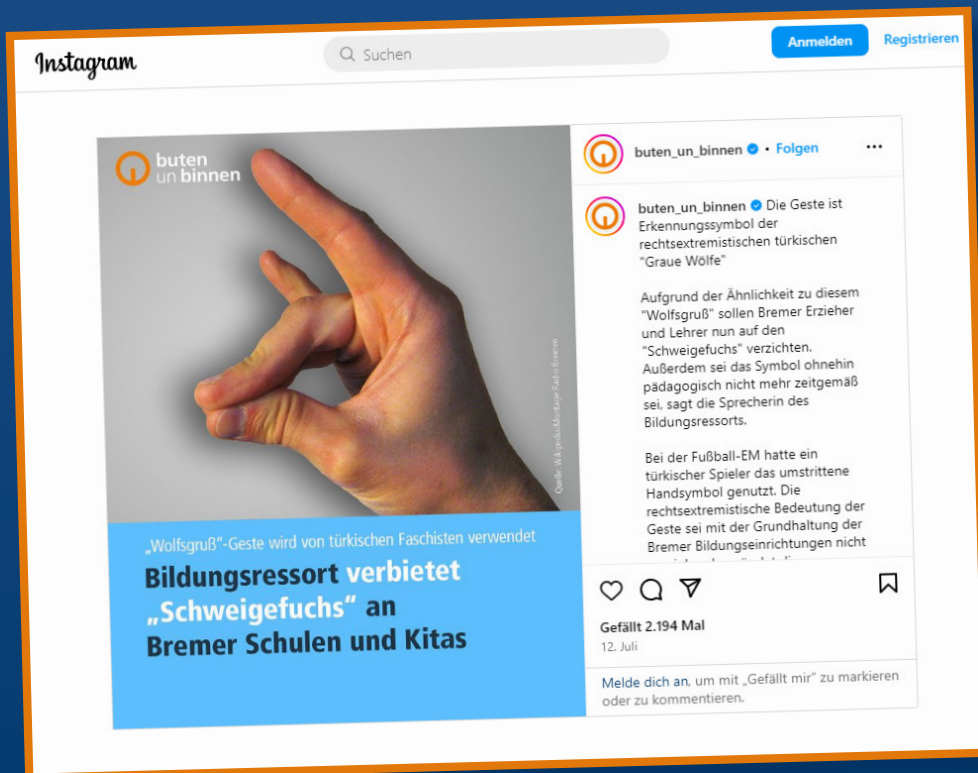 Instagram
Suchen
Anmelden
Registrieren
buten
un binnen
Quelle: Wikipedia/Montage Radio Bremen
„Wolfsgruß"-Geste wird von türkischen Faschisten verwendet
Bildungsressort verbietet
„Schweigefuchs" an
Bremer Schulen und Kitas
buten_un_binnen • Folgen
buten_un_binnen Die Geste ist
Erkennungssymbol der
rechtsextremistischen türkischen
"Graue Wölfe"
Aufgrund der Ähnlichkeit zu diesem
"Wolfsgruß" sollen Bremer Erzieher
und Lehrer nun auf den
"Schweigefuchs" verzichten.
Außerdem sei das Symbol ohnehin
pädagogisch nicht mehr zeitgemäß
sei, sagt die Sprecherin des
Bildungsressorts.
Bei der Fußball-EM hatte ein
türkischer Spieler das umstrittene
Handsymbol genutzt. Die
rechtsextremistische Bedeutung der
Geste sei mit der Grundhaltung der
Bremer Bildungseinrichtungen nicht
Gefällt 2.194 Mal
12. Juli
Melde dich an, um mit „Gefällt mir" zu markieren
oder zu kommentieren.